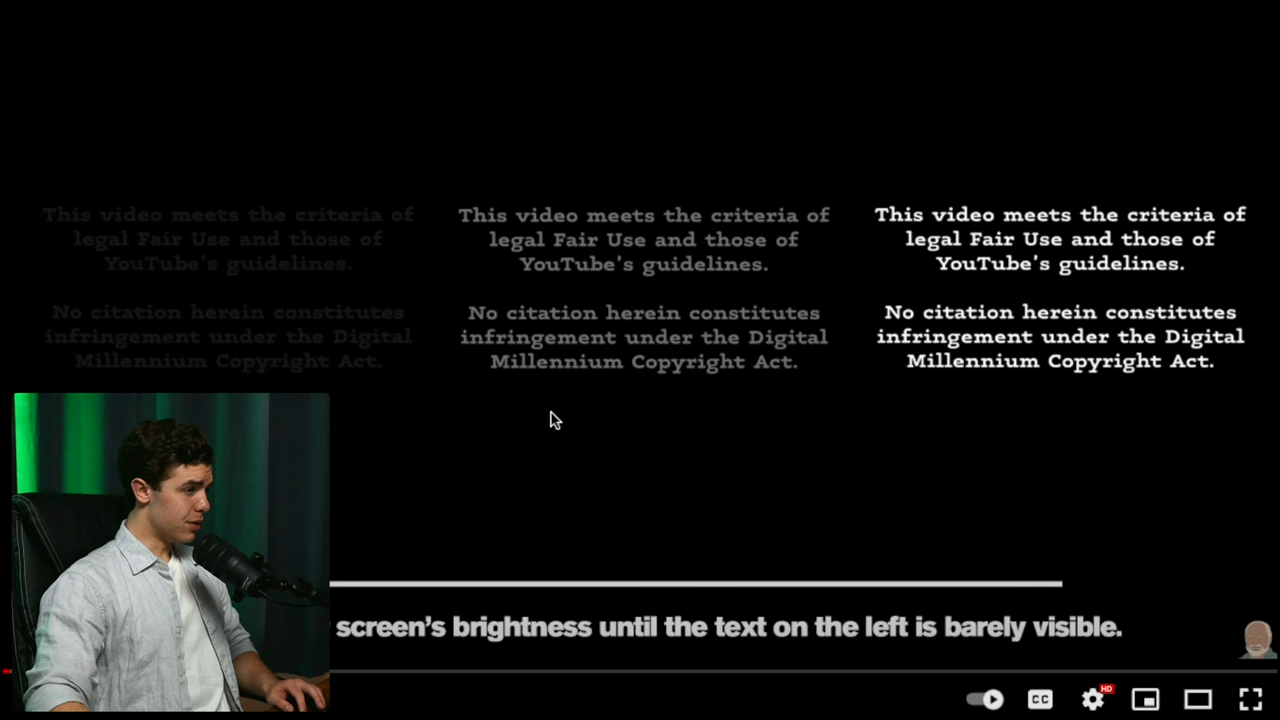 This video meets the criteria of
legal Fair Use and those of
YouTube's guidelines.
No citation herein constitutes
infringement under the Digital
Millennium Copyright Act.
This video meets the criteria of
legal Fair Use and those of
YouTube's guidelines.
No citation herein constitutes
infringement under the Digital
Millennium Copyright Act.
This video meets the criteria of
legal Fair Use and those of
YouTube's guidelines.
No citation herein constitutes
infringement under the Digital
Millennium Copyright Act.
screen's brightness until the text on the left is barely visible.
CC
HD